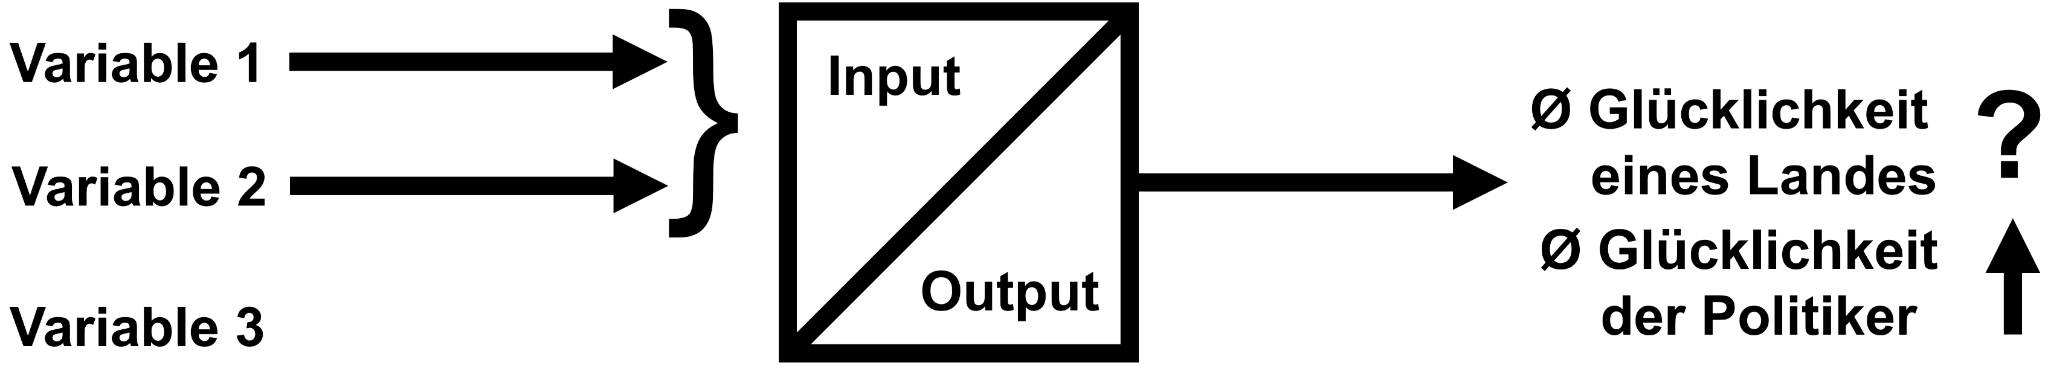 Variable 1
Variable 2
Variable 3
Input
Output
Ø Glücklichkeit
eines Landes
?
Ø Glücklichkeit
der Politiker